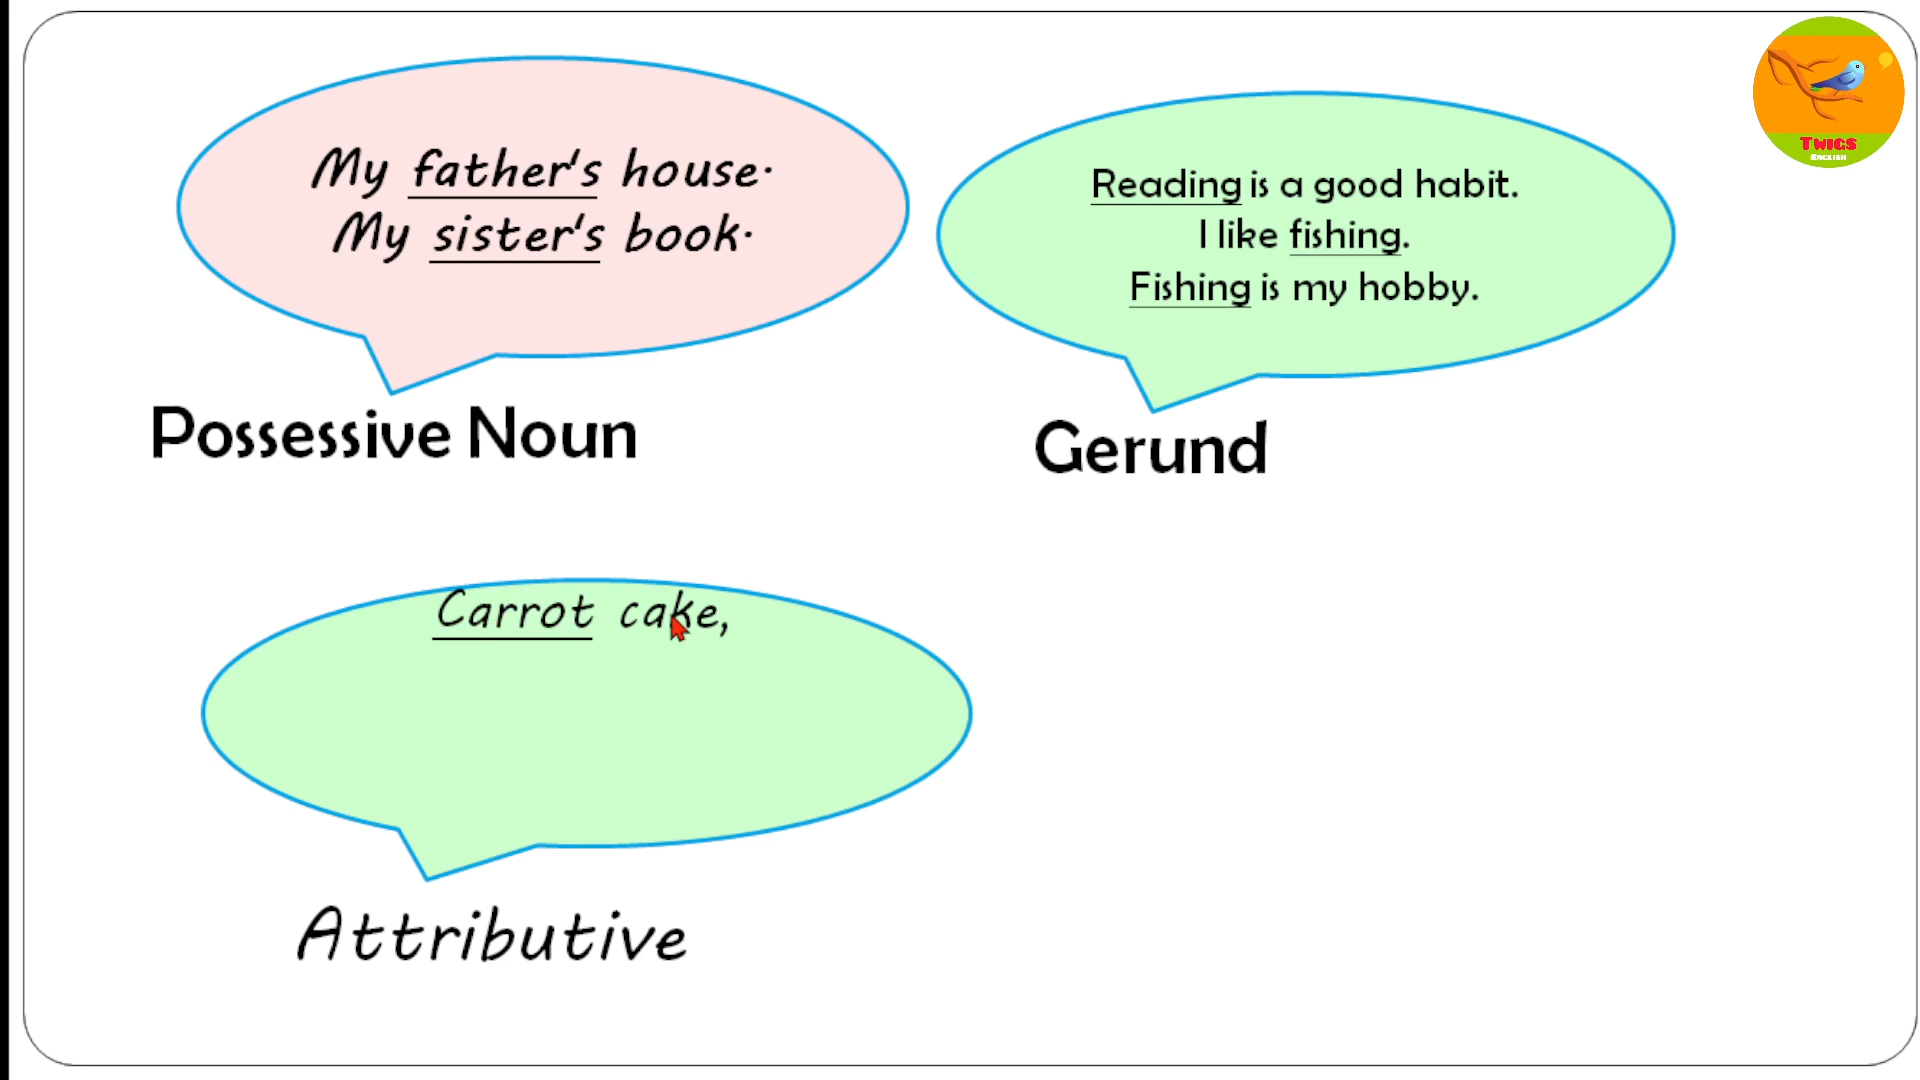 My father's house.
My sister's book.
Reading is a good habit.
I like fishing.
Fishing is my hobby.
Possessive Noun
Gerund
Carrot cake,
Attributive
TWIGS
ENGLISH